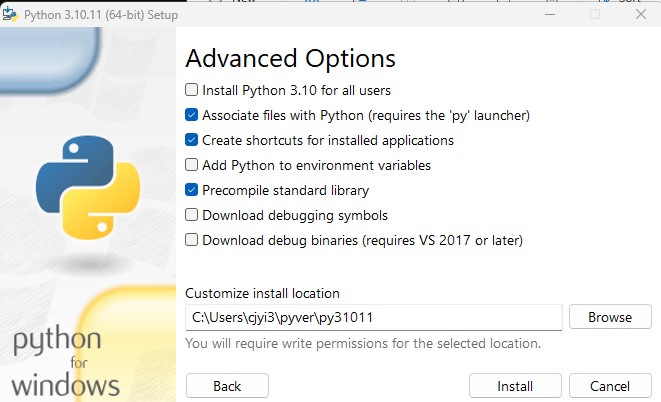 Python 3.10.11 (64-bit) Setup
Advanced Options
Install Python 3.10 for all users
Associate files with Python (requires the 'py' launcher)
Create shortcuts for installed applications
Add Python to environment variables
Precompile standard library
Download debugging symbols
Download debug binaries (requires VS 2017 or later)
Customize install location
C:\Users\cjyi3\pyver\py31011
Browse
You will require write permissions for the selected location.
python
for
windows
Back
Install
Cancel